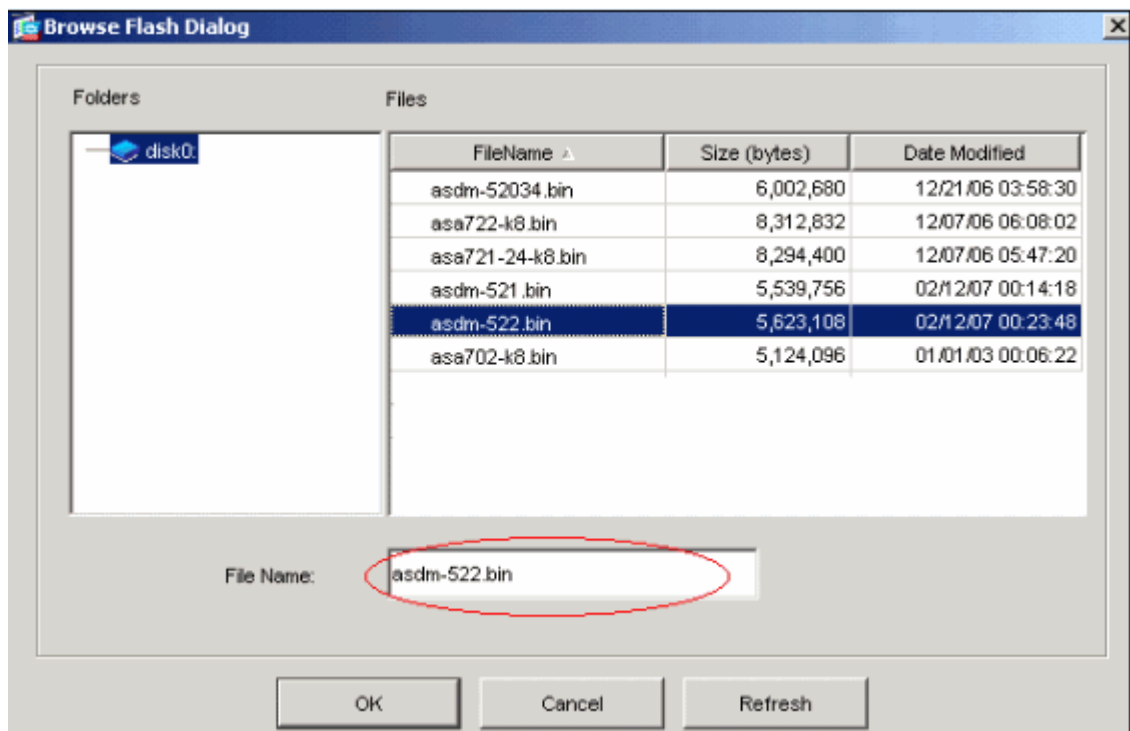 Browse Flash Dialog
Folders
Files
disk0:
FileName Size (bytes) Date Modified
asdm-52034.bin 6,002,680 12/21/06 03:58:30
asa722-k8.bin 8,312,832 12/07/06 06:08:02
asa721-24-k8.bin 8,294,400 12/07/06 05:47:20
asdm-521.bin 5,539,756 02/12/07 00:14:18
asdm-522.bin 5,623,108 02/12/07 00:23:48
asa702-k8.bin 5,124,096 01/01/03 00:06:22
File Name: asdm-522.bin
OK Cancel Refresh